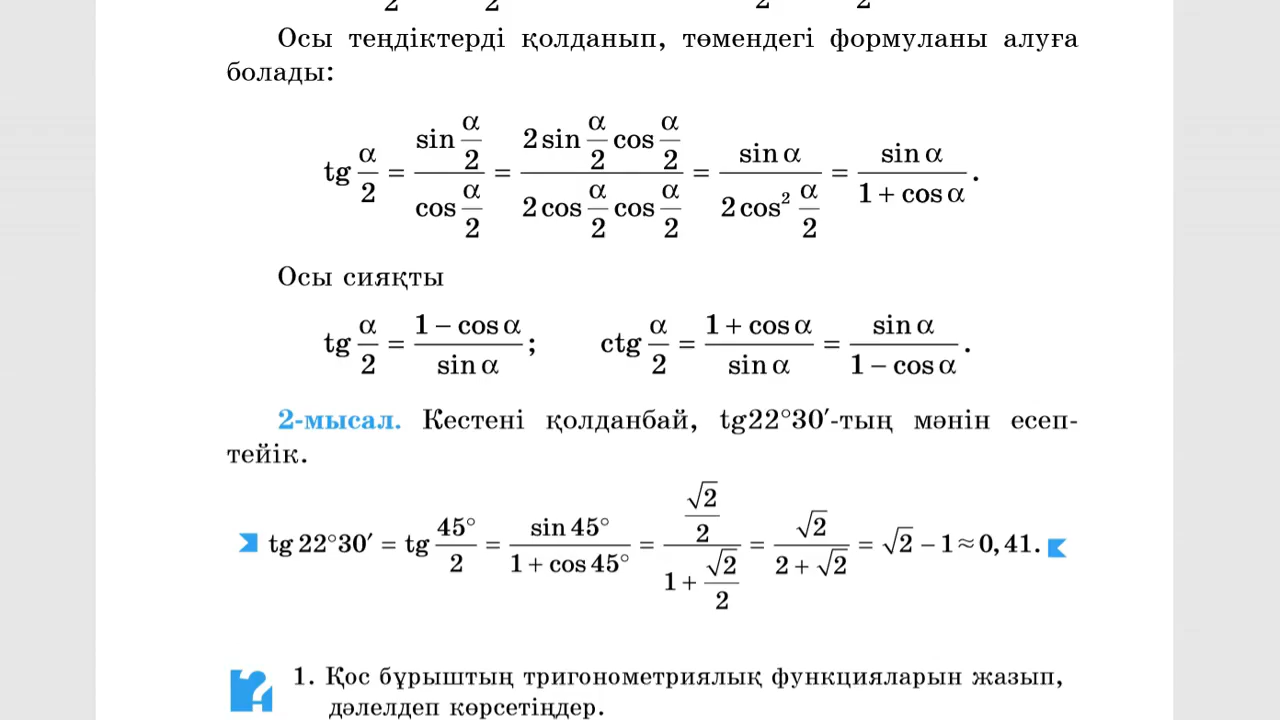 2 2 2 2
Осы теңдіктерді қолданып, төмендегі формуланы алуға
болады:
tg α/2 = (sin α/2)/(cos α/2) = (2 sin α/2 cos α/2)/(2 cos α/2 cos α/2) = (sin α)/(2 cos² α/2) = (sin α)/(1 + cos α).
Осы сияқты
tg α/2 = (1 − cos α)/(sin α); ctg α/2 = (1 + cos α)/(sin α) = (sin α)/(1 − cos α).
2-мысал. Кестені қолданбай, tg22°30′-тың мәнін есеп-
тейік.
tg 22°30′ = tg 45°/2 = (sin 45°)/(1 + cos 45°) = (√2/2)/(1 + √2/2) = √2/(2 + √2) = √2 − 1 ≈ 0,41.
1. Қос бұрыштың тригонометриялық функцияларын жазып,
дәлелдеп көрсетіңдер.